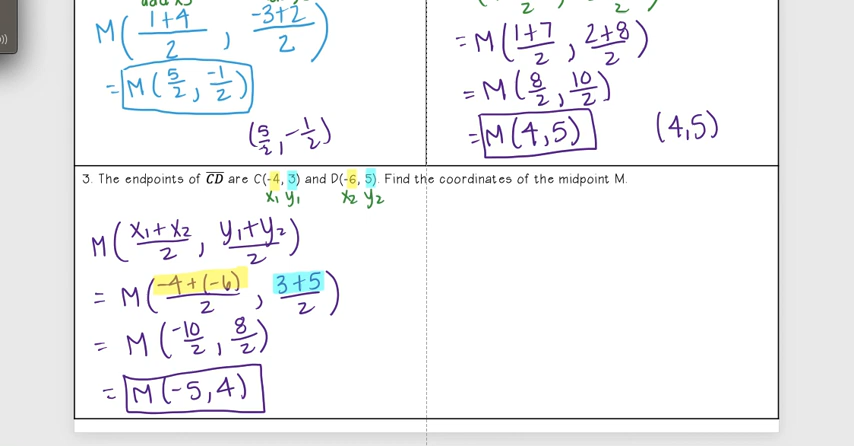 M(1+4/2, -3+2/2)
= M(5/2, -1/2)
(5/2, -1/2)
2 , 2 )
= M(1+7/2, 2+8/2)
= M(8/2, 10/2)
= M(4,5) (4,5)
3. The endpoints of CD are C(-4, 3) and D(-6, 5). Find the coordinates of the midpoint M.
x₁ y₁ x₂ y₂
M(x₁+x₂/2, y₁+y₂/2)
= M(-4+(-6)/2, 3+5/2)
= M(-10/2, 8/2)
= M(-5,4)